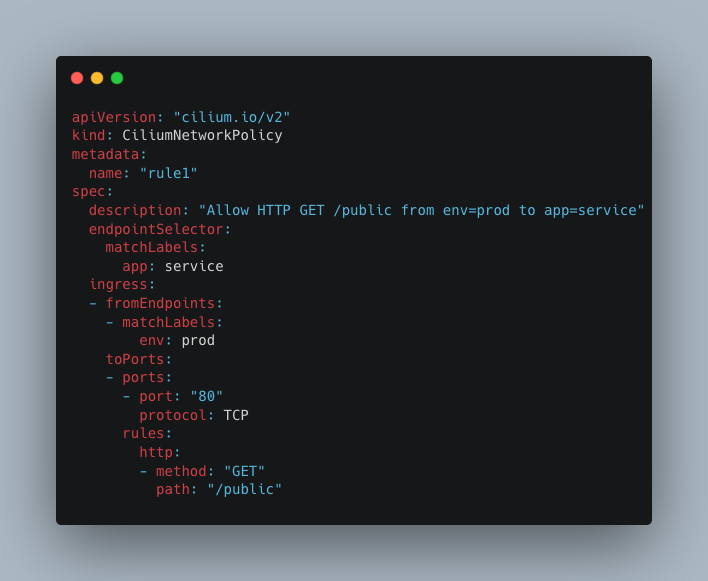 apiVersion: "cilium.io/v2"
kind: CiliumNetworkPolicy
metadata:
  name: "rule1"
spec:
  description: "Allow HTTP GET /public from env=prod to app=service"
  endpointSelector:
    matchLabels:
      app: service
  ingress:
  - fromEndpoints:
    - matchLabels:
        env: prod
    toPorts:
    - ports:
      - port: "80"
        protocol: TCP
      rules:
        http:
        - method: "GET"
          path: "/public"